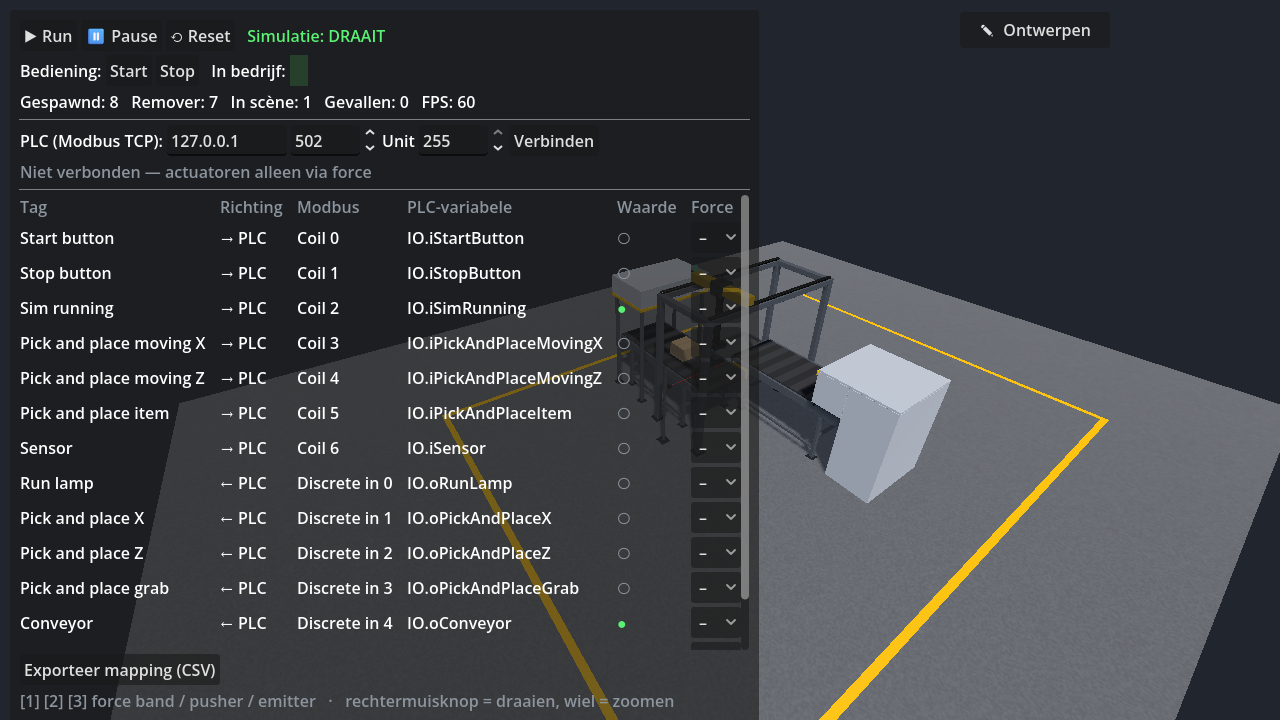 Run Pause Reset Simulatie: DRAAIT
Ontwerpen
Bediening: Start Stop In bedrijf:
Gespawnd: 8 Remover: 7 In scène: 1 Gevallen: 0 FPS: 60
PLC (Modbus TCP): 127.0.0.1 502 Unit 255 Verbinden
Niet verbonden — actuatoren alleen via force
Tag Richting Modbus PLC-variabele Waarde Force
Start button → PLC Coil 0 IO.iStartButton –
Stop button → PLC Coil 1 IO.iStopButton –
Sim running → PLC Coil 2 IO.iSimRunning –
Pick and place moving X → PLC Coil 3 IO.iPickAndPlaceMovingX –
Pick and place moving Z → PLC Coil 4 IO.iPickAndPlaceMovingZ –
Pick and place item → PLC Coil 5 IO.iPickAndPlaceItem –
Sensor → PLC Coil 6 IO.iSensor –
Run lamp ← PLC Discrete in 0 IO.oRunLamp –
Pick and place X ← PLC Discrete in 1 IO.oPickAndPlaceX –
Pick and place Z ← PLC Discrete in 2 IO.oPickAndPlaceZ –
Pick and place grab ← PLC Discrete in 3 IO.oPickAndPlaceGrab –
Conveyor ← PLC Discrete in 4 IO.oConveyor –
Exporteer mapping (CSV)
[1] [2] [3] force band / pusher / emitter · rechtermuisknop = draaien, wiel = zoomen